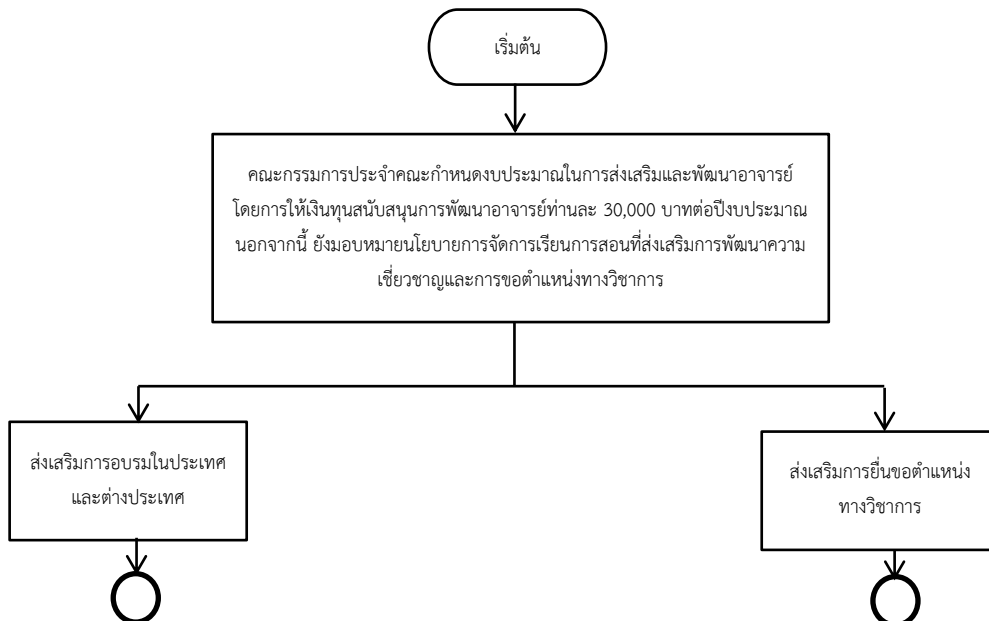 เริ่มต้น
คณะกรรมการประจำคณะกำหนดงบประมาณในการส่งเสริมและพัฒนาอาจารย์
โดยการให้เงินทุนสนับสนุนการพัฒนาอาจารย์ท่านละ 30,000 บาทต่อปีงบประมาณ
นอกจากนี้ ยังมอบหมายนโยบายการจัดการเรียนการสอนที่ส่งเสริมการพัฒนาความ
เชี่ยวชาญและการขอตำแหน่งทางวิชาการ
ส่งเสริมการอบรมในประเทศ
และต่างประเทศ
ส่งเสริมการยื่นขอตำแหน่ง
ทางวิชาการ